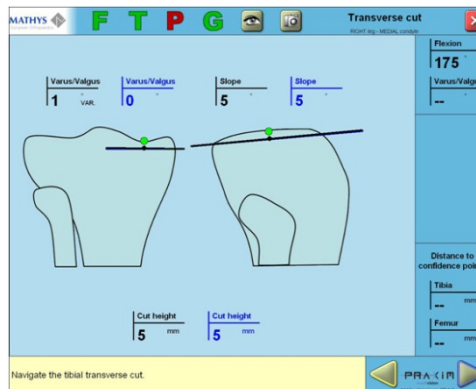 MATHYS
F T P G
Transverse cut
RIGHT leg - MEDIAL condyle
Flexion
175 °
Varus/Valgus
--
Varus/Valgus
1 ° VAR.
Varus/Valgus
0 °
Slope
5 °
Slope
5 °
Cut height
5 mm
Cut height
5 mm
Distance to
confidence point
Tibia
-- mm
Femur
-- mm
Navigate the tibial transverse cut.
PRAXIM